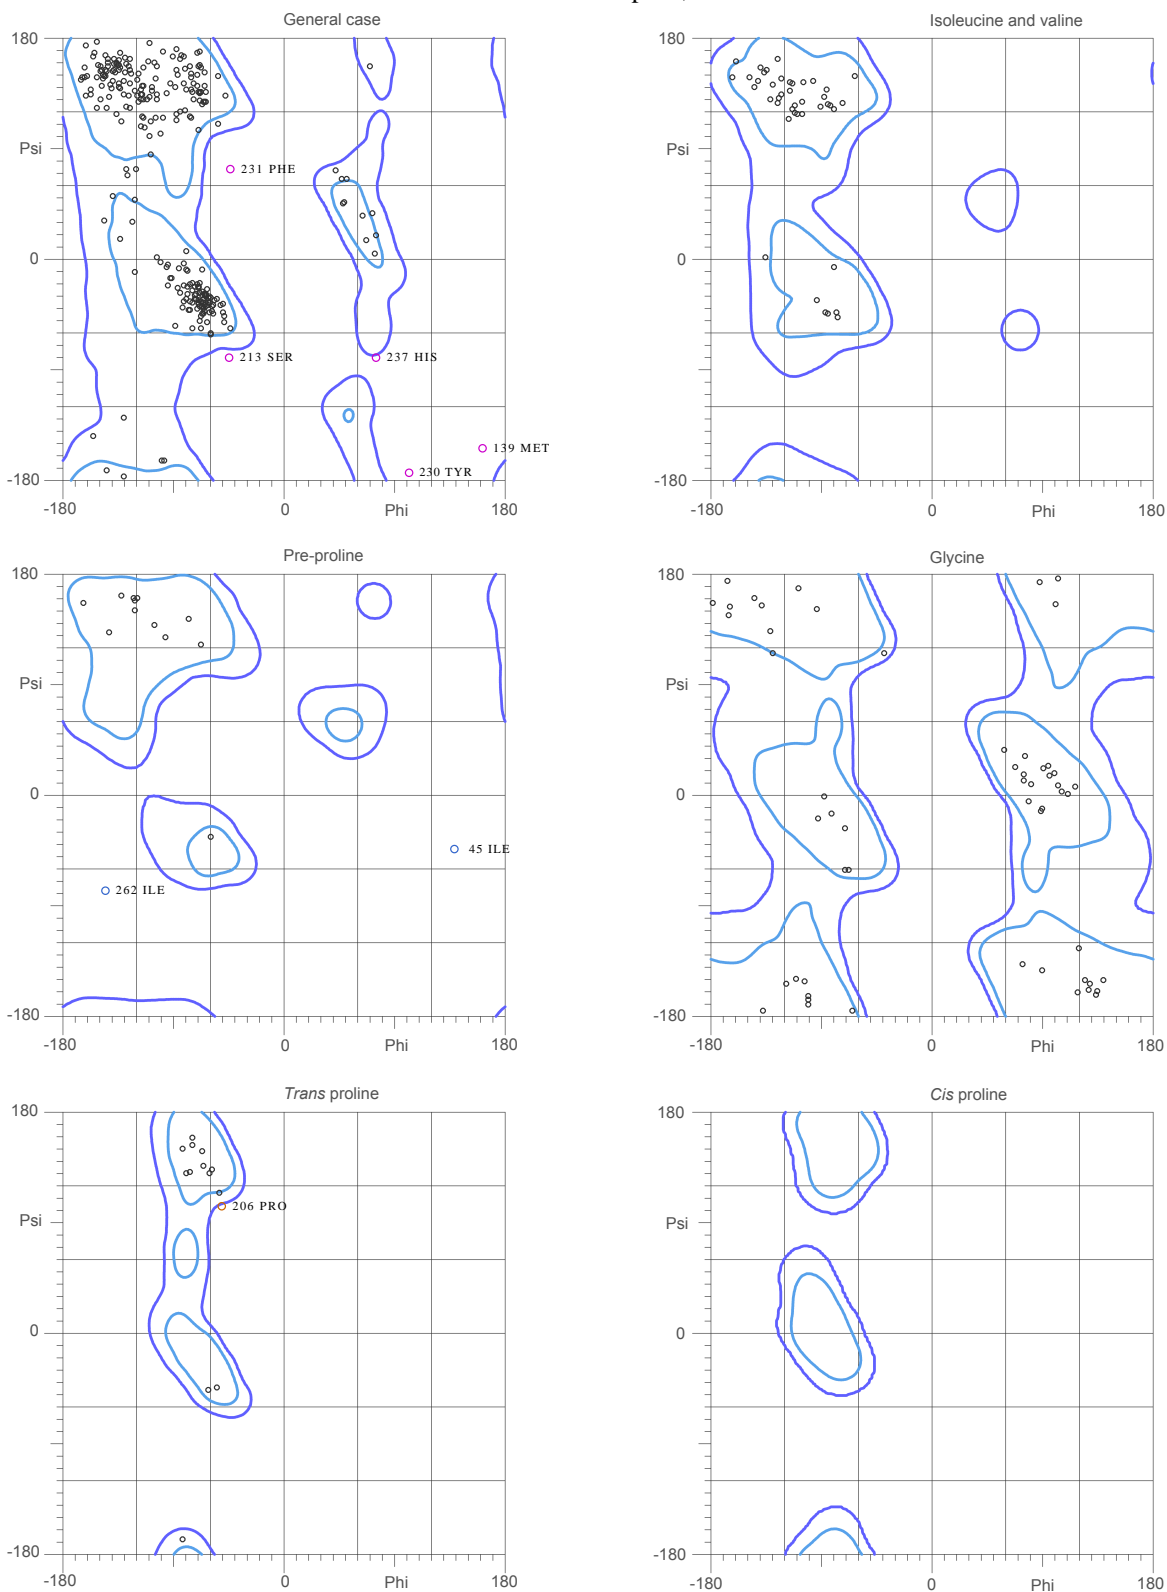 General case
Isoleucine and valine
180
180
231 PHE
Psi
Psi
0
0
213 SER
237 HIS
139 MET
230 TYR
-180
-180
-180
0
Phi
180
-180
0
Phi
180
Pre-proline
Glycine
180
180
Psi
Psi
0
0
45 ILE
262 ILE
-180
-180
-180
0
Phi
180
-180
0
Phi
180
Trans proline
Cis proline
180
180
206 PRO
Psi
Psi
0
0
-180
-180
-180
0
Phi
180
-180
0
Phi
180